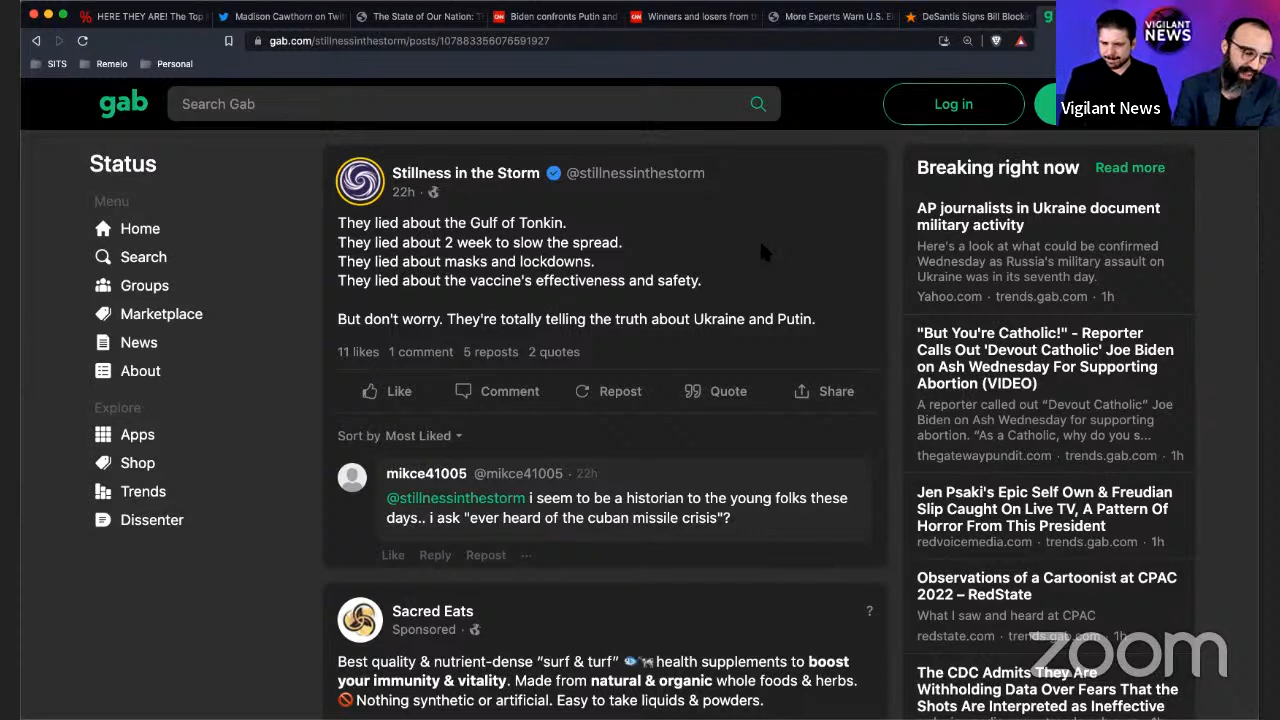 HERE THEY ARE! The Top
Madison Cawthorn on Twit
The State of Our Nation:
Biden confronts Putin and
Winners and losers from
More Experts Warn U.S.
DeSantis Signs Bill Blockin
gab.com/stillnessinthestorm/posts/107883356076591927
SITS
Remeio
Personal
VIGILANT
NEWS
Vigilant News
gab
Search Gab
Log in
Status
Menu
Home
Search
Groups
Marketplace
News
About
Explore
Apps
Shop
Trends
Dissenter
Stillness in the Storm @stillnessinthestorm
22h
They lied about the Gulf of Tonkin.
They lied about 2 week to slow the spread.
They lied about masks and lockdowns.
They lied about the vaccine's effectiveness and safety.
But don't worry. They're totally telling the truth about Ukraine and Putin.
11 likes 1 comment 5 reposts 2 quotes
Like Comment Repost Quote Share
Sort by Most Liked
mikce41005 @mikce41005 · 22h
@stillnessinthestorm i seem to be a historian to the young folks these
days.. i ask "ever heard of the cuban missile crisis"?
Like Reply Repost ...
Sacred Eats
?
Sponsored ·
Best quality & nutrient-dense "surf & turf" 🐟🐄 health supplements to boost
your immunity & vitality. Made from natural & organic whole foods & herbs.
🚫 Nothing synthetic or artificial. Easy to take liquids & powders.
Breaking right now Read more
AP journalists in Ukraine document
military activity
Here's a look at what could be confirmed
Wednesday as Russia's military assault on
Ukraine was in its seventh day.
Yahoo.com · trends.gab.com · 1h
"But You're Catholic!" - Reporter
Calls Out 'Devout Catholic' Joe Biden
on Ash Wednesday For Supporting
Abortion (VIDEO)
A reporter called out “Devout Catholic” Joe
Biden on Ash Wednesday for supporting
abortion. “As a Catholic, why do you s...
thegatewaypundit.com · trends.gab.com · 1h
Jen Psaki's Epic Self Own & Freudian
Slip Caught On Live TV, A Pattern Of
Horror From This President
redvoicemedia.com · trends.gab.com · 1h
Observations of a Cartoonist at CPAC
2022 – RedState
What I saw and heard at CPAC
redstate.com · trends.gab.com · 1h
The CDC Admits They Are
Withholding Data Over Fears That the
Shots Are Interpreted as Ineffective
zoom